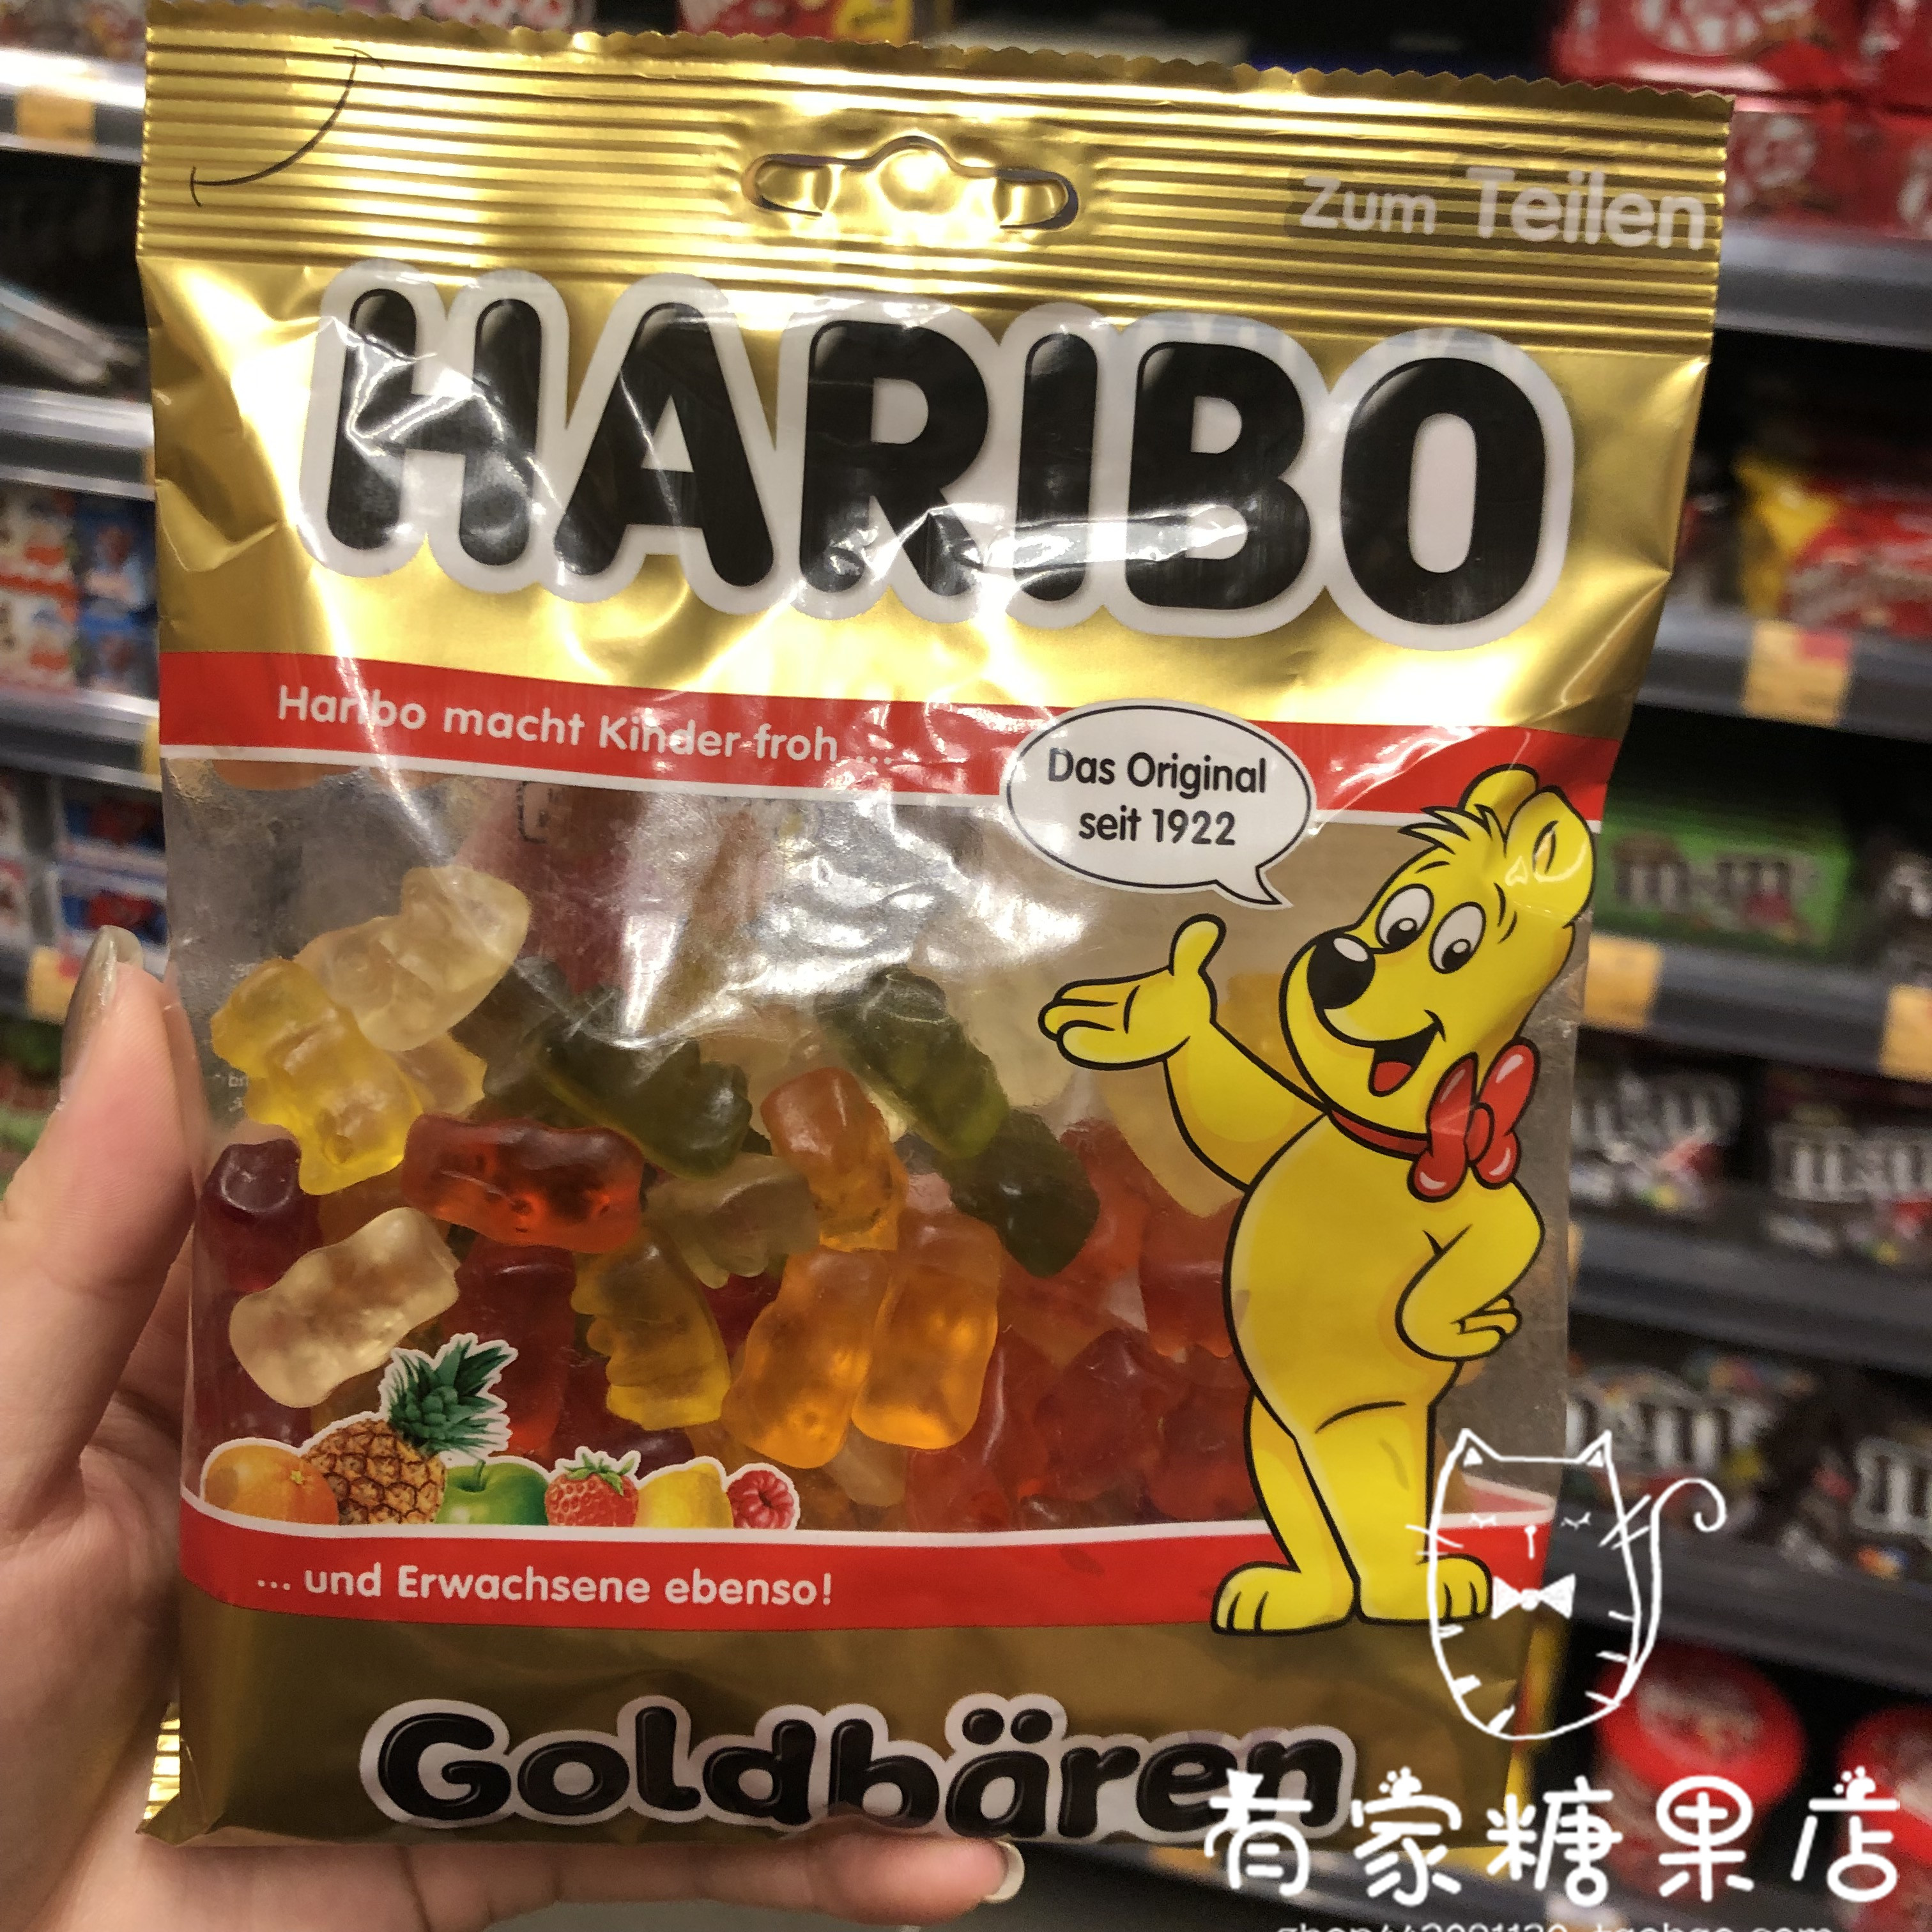 Zum Teilen
HARIBO
Haribo macht Kinder froh ...
Das Original
seit 1922
... und Erwachsene ebenso!
Goldbären
有家糖果店